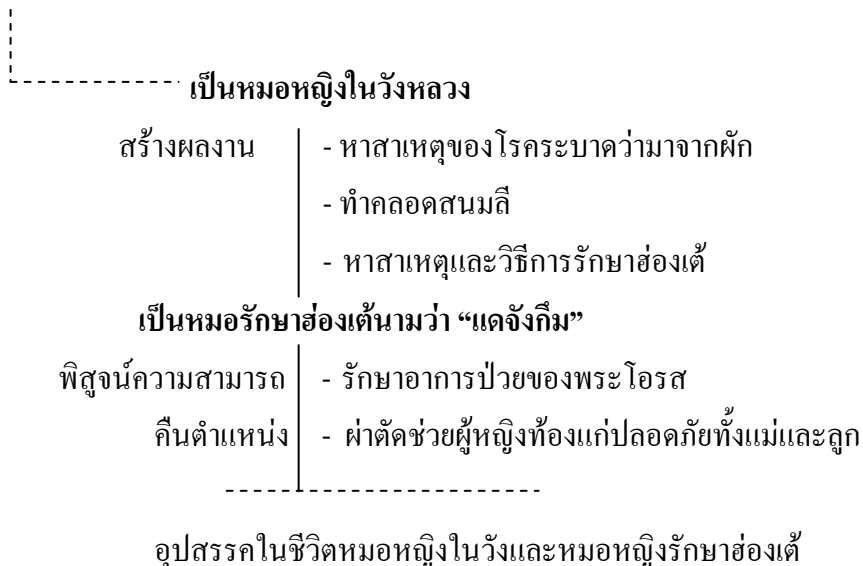 เป็นหมอหญิงในวังหลวง
สร้างผลงาน - หาสาเหตุของโรคระบาดว่ามาจากผัก
- ทำคลอดสนมลี
- หาสาเหตุและวิธีการรักษาฮ่องเต้
เป็นหมอรักษาฮ่องเต้นามว่า “แดจังกึม”
พิสูจน์ความสามารถ - รักษาอาการป่วยของพระโอรส
คืนตำแหน่ง - ผ่าตัดช่วยผู้หญิงท้องแก่ปลอดภัยทั้งแม่และลูก
อุปสรรคในชีวิตหมอหญิงในวังและหมอหญิงรักษาฮ่องเต้